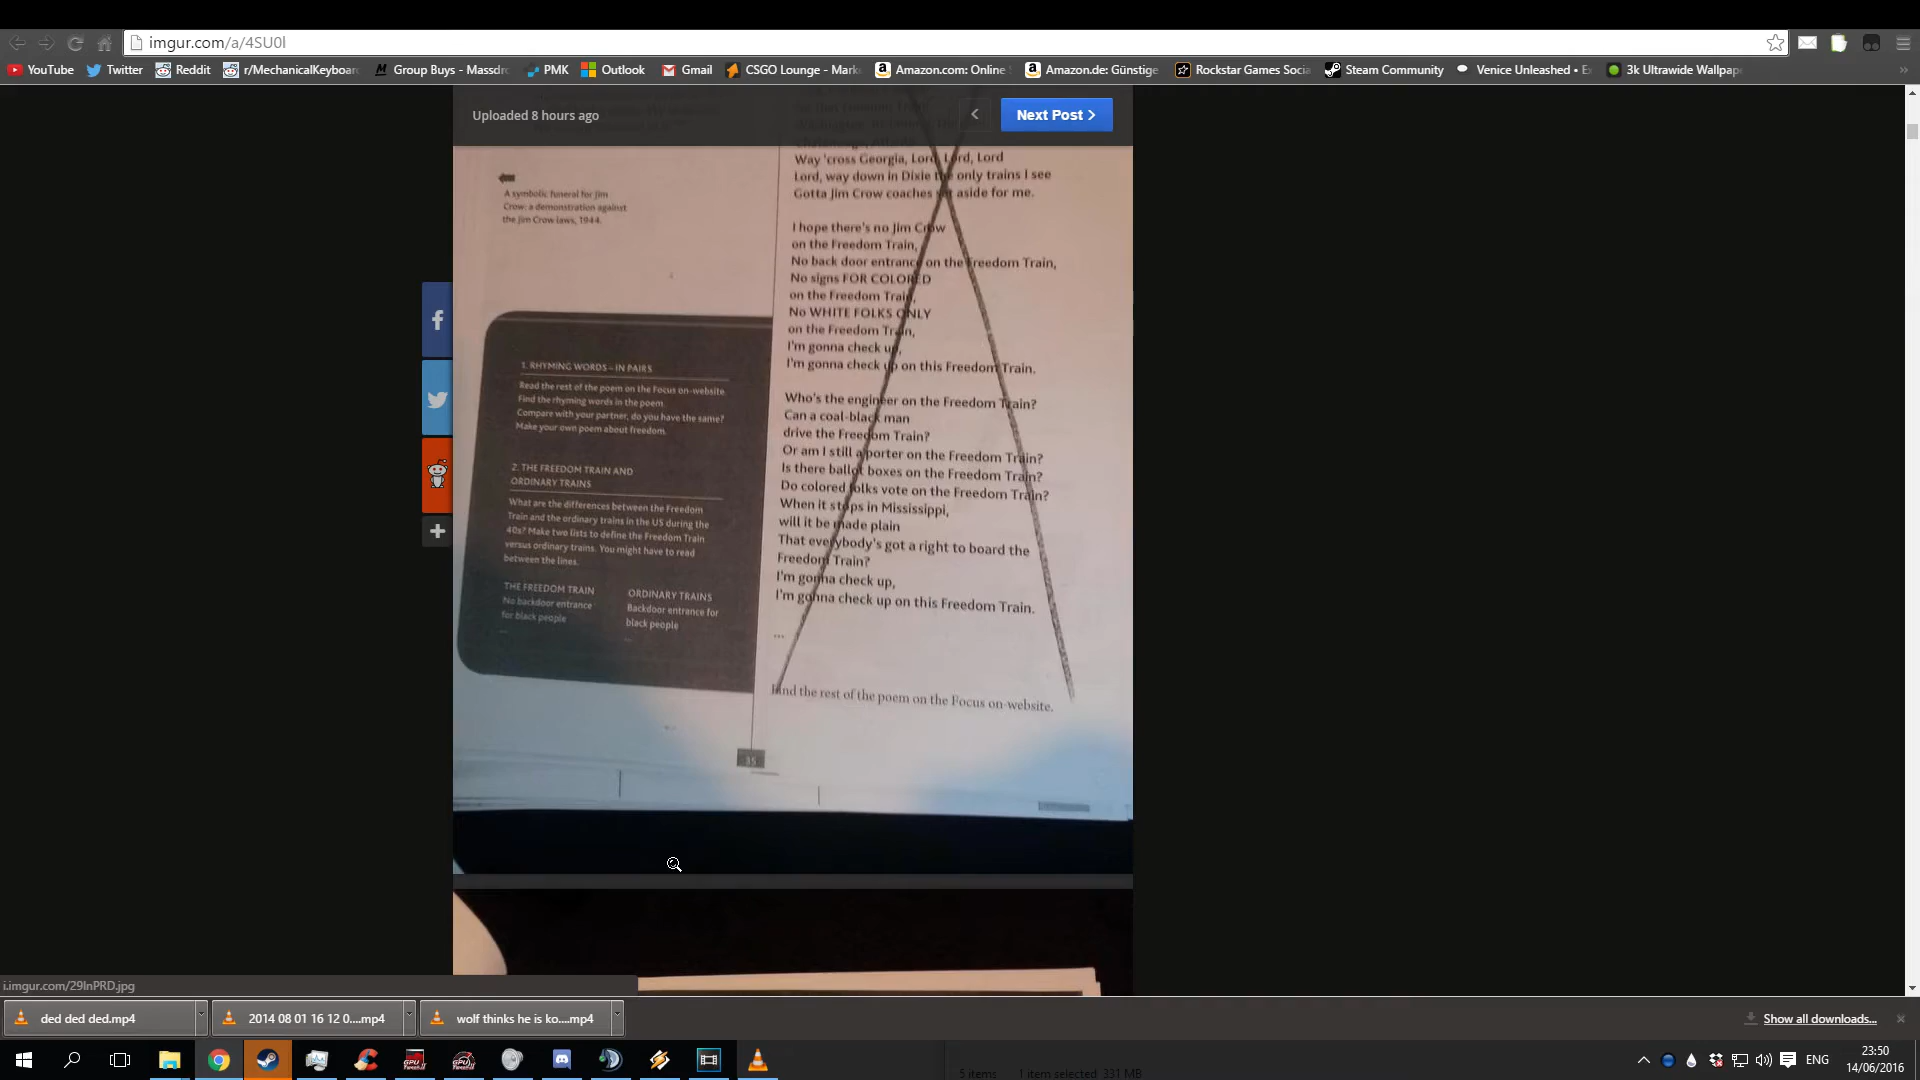 imgur.com/a/4SU0l
YouTube
Twitter
Reddit
r/MechanicalKeyboar
Group Buys - Massdr
PMK
Outlook
Gmail
CSGO Lounge - Mark
Amazon.com: Online
Amazon.de: Günstige
Rockstar Games Socia
Steam Community
Venice Unleashed • E
3k Ultrawide Wallpap
Uploaded 8 hours ago
Next Post
A symbolic funeral for Jim
Crow: a demonstration against
the Jim Crow laws, 1944.
1. RHYMING WORDS – IN PAIRS
Read the rest of the poem on the Focus on-website.
Find the rhyming words in the poem.
Compare with your partner, do you have the same?
Make your own poem about freedom.
2. THE FREEDOM TRAIN AND
ORDINARY TRAINS
What are the differences between the Freedom
Train and the ordinary trains in the US during the
40s? Make two lists to define the Freedom Train
versus ordinary trains. You might have to read
between the lines.
THE FREEDOM TRAIN
No backdoor entrance
for black people
...
ORDINARY TRAINS
Backdoor entrance for
black people
...
Way 'cross Georgia, Lord, Lord, Lord
Lord, way down in Dixie the only trains I see
Gotta Jim Crow coaches set aside for me.
I hope there's no Jim Crow
on the Freedom Train,
No back door entrance on the Freedom Train,
No signs FOR COLORED
on the Freedom Train,
No WHITE FOLKS ONLY
on the Freedom Train,
I'm gonna check up,
I'm gonna check up on this Freedom Train.
Who's the engineer on the Freedom Train?
Can a coal-black man
drive the Freedom Train?
Or am I still a porter on the Freedom Train?
Is there ballot boxes on the Freedom Train?
Do colored folks vote on the Freedom Train?
When it stops in Mississippi,
will it be made plain
That everybody's got a right to board the
Freedom Train?
I'm gonna check up,
I'm gonna check up on this Freedom Train.
...
Find the rest of the poem on the Focus on-website.
35
i.imgur.com/29InPRD.jpg
ded ded ded.mp4
2014 08 01 16 12 0....mp4
wolf thinks he is ko....mp4
Show all downloads...
5 items 1 item selected 331 MB
ENG
23:50
14/06/2016